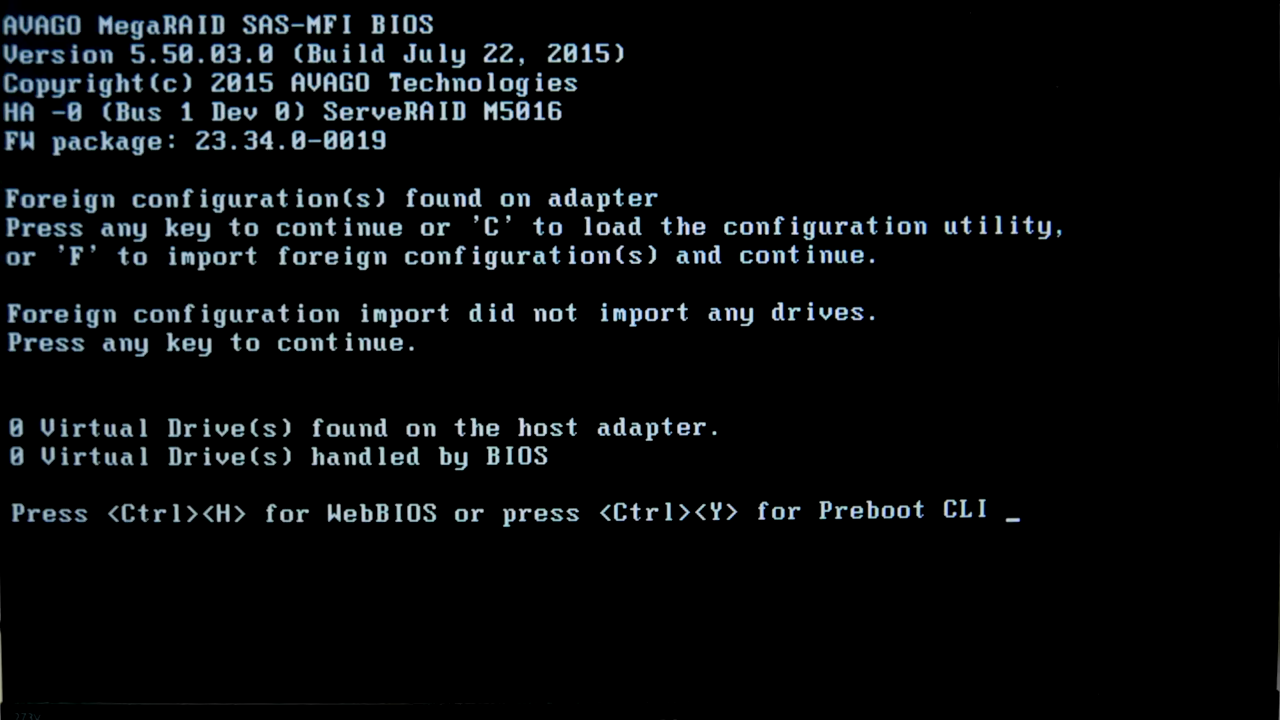 AVAGO MegaRAID SAS-MFI BIOS
Version 5.50.03.0 (Build July 22, 2015)
Copyright(c) 2015 AVAGO Technologies
HA -0 (Bus 1 Dev 0) ServeRAID M5016
FW package: 23.34.0-0019
Foreign configuration(s) found on adapter
Press any key to continue or 'C' to load the configuration utility,
or 'F' to import foreign configuration(s) and continue.
Foreign configuration import did not import any drives.
Press any key to continue.
0 Virtual Drive(s) found on the host adapter.
0 Virtual Drive(s) handled by BIOS
Press <Ctrl><H> for WebBIOS or press <Ctrl><Y> for Preboot CLI _